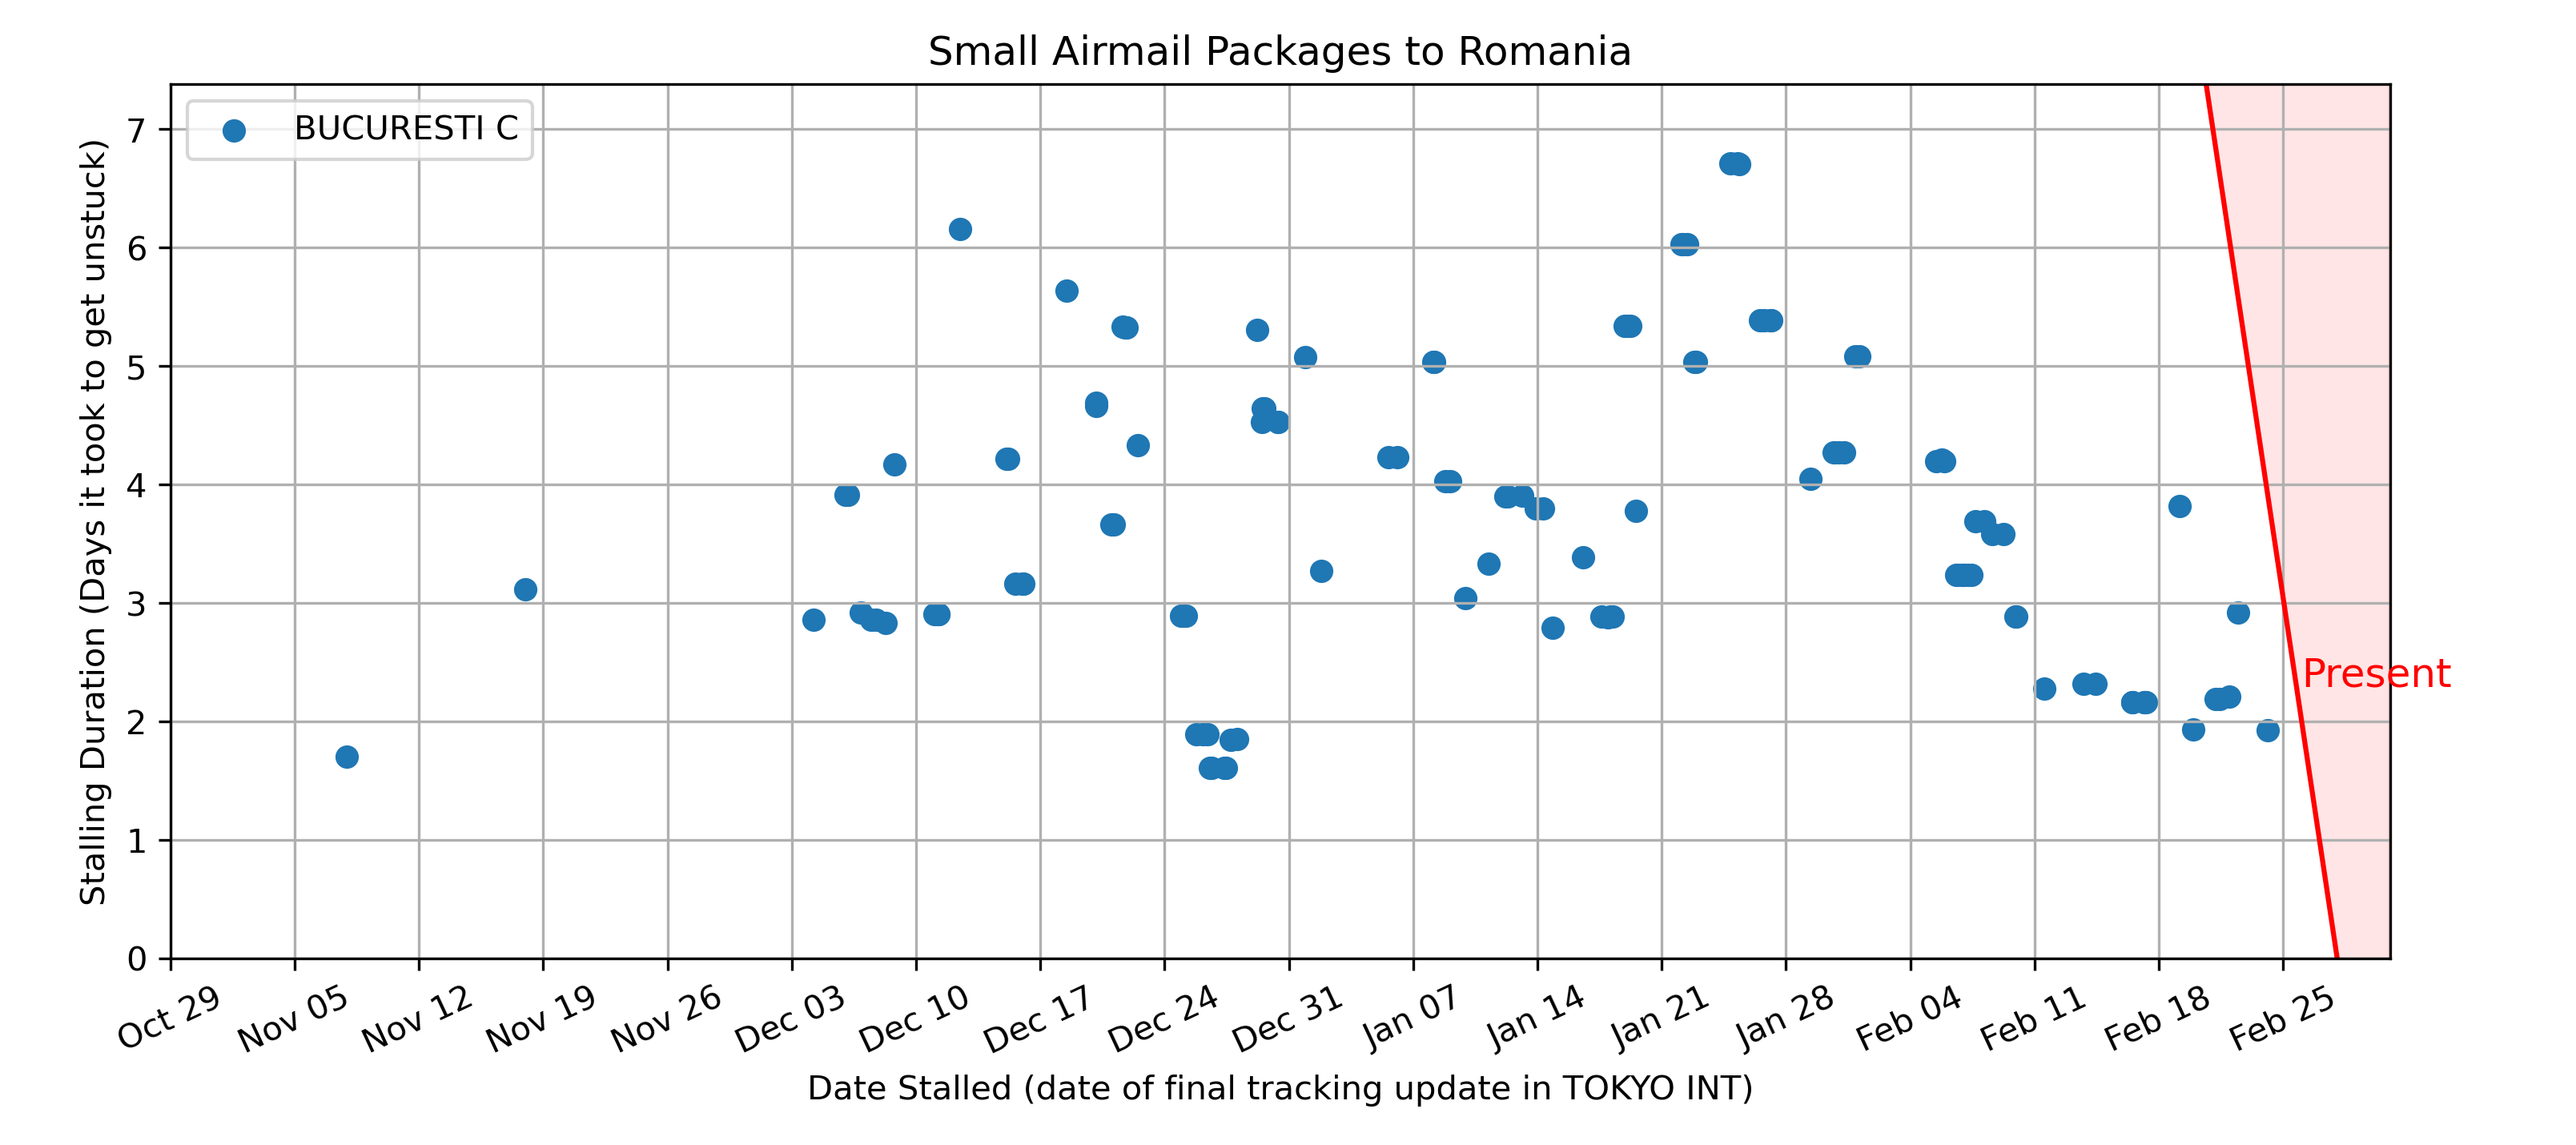 Small Airmail Packages to Romania
BUCURESTI C
Stalling Duration (Days it took to get unstuck)
7
6
5
4
3
2
1
0
Present
Oct 29 Nov 05 Nov 12 Nov 19 Nov 26 Dec 03 Dec 10 Dec 17 Dec 24 Dec 31 Jan 07 Jan 14 Jan 21 Jan 28 Feb 04 Feb 11 Feb 18 Feb 25
Date Stalled (date of final tracking update in TOKYO INT)